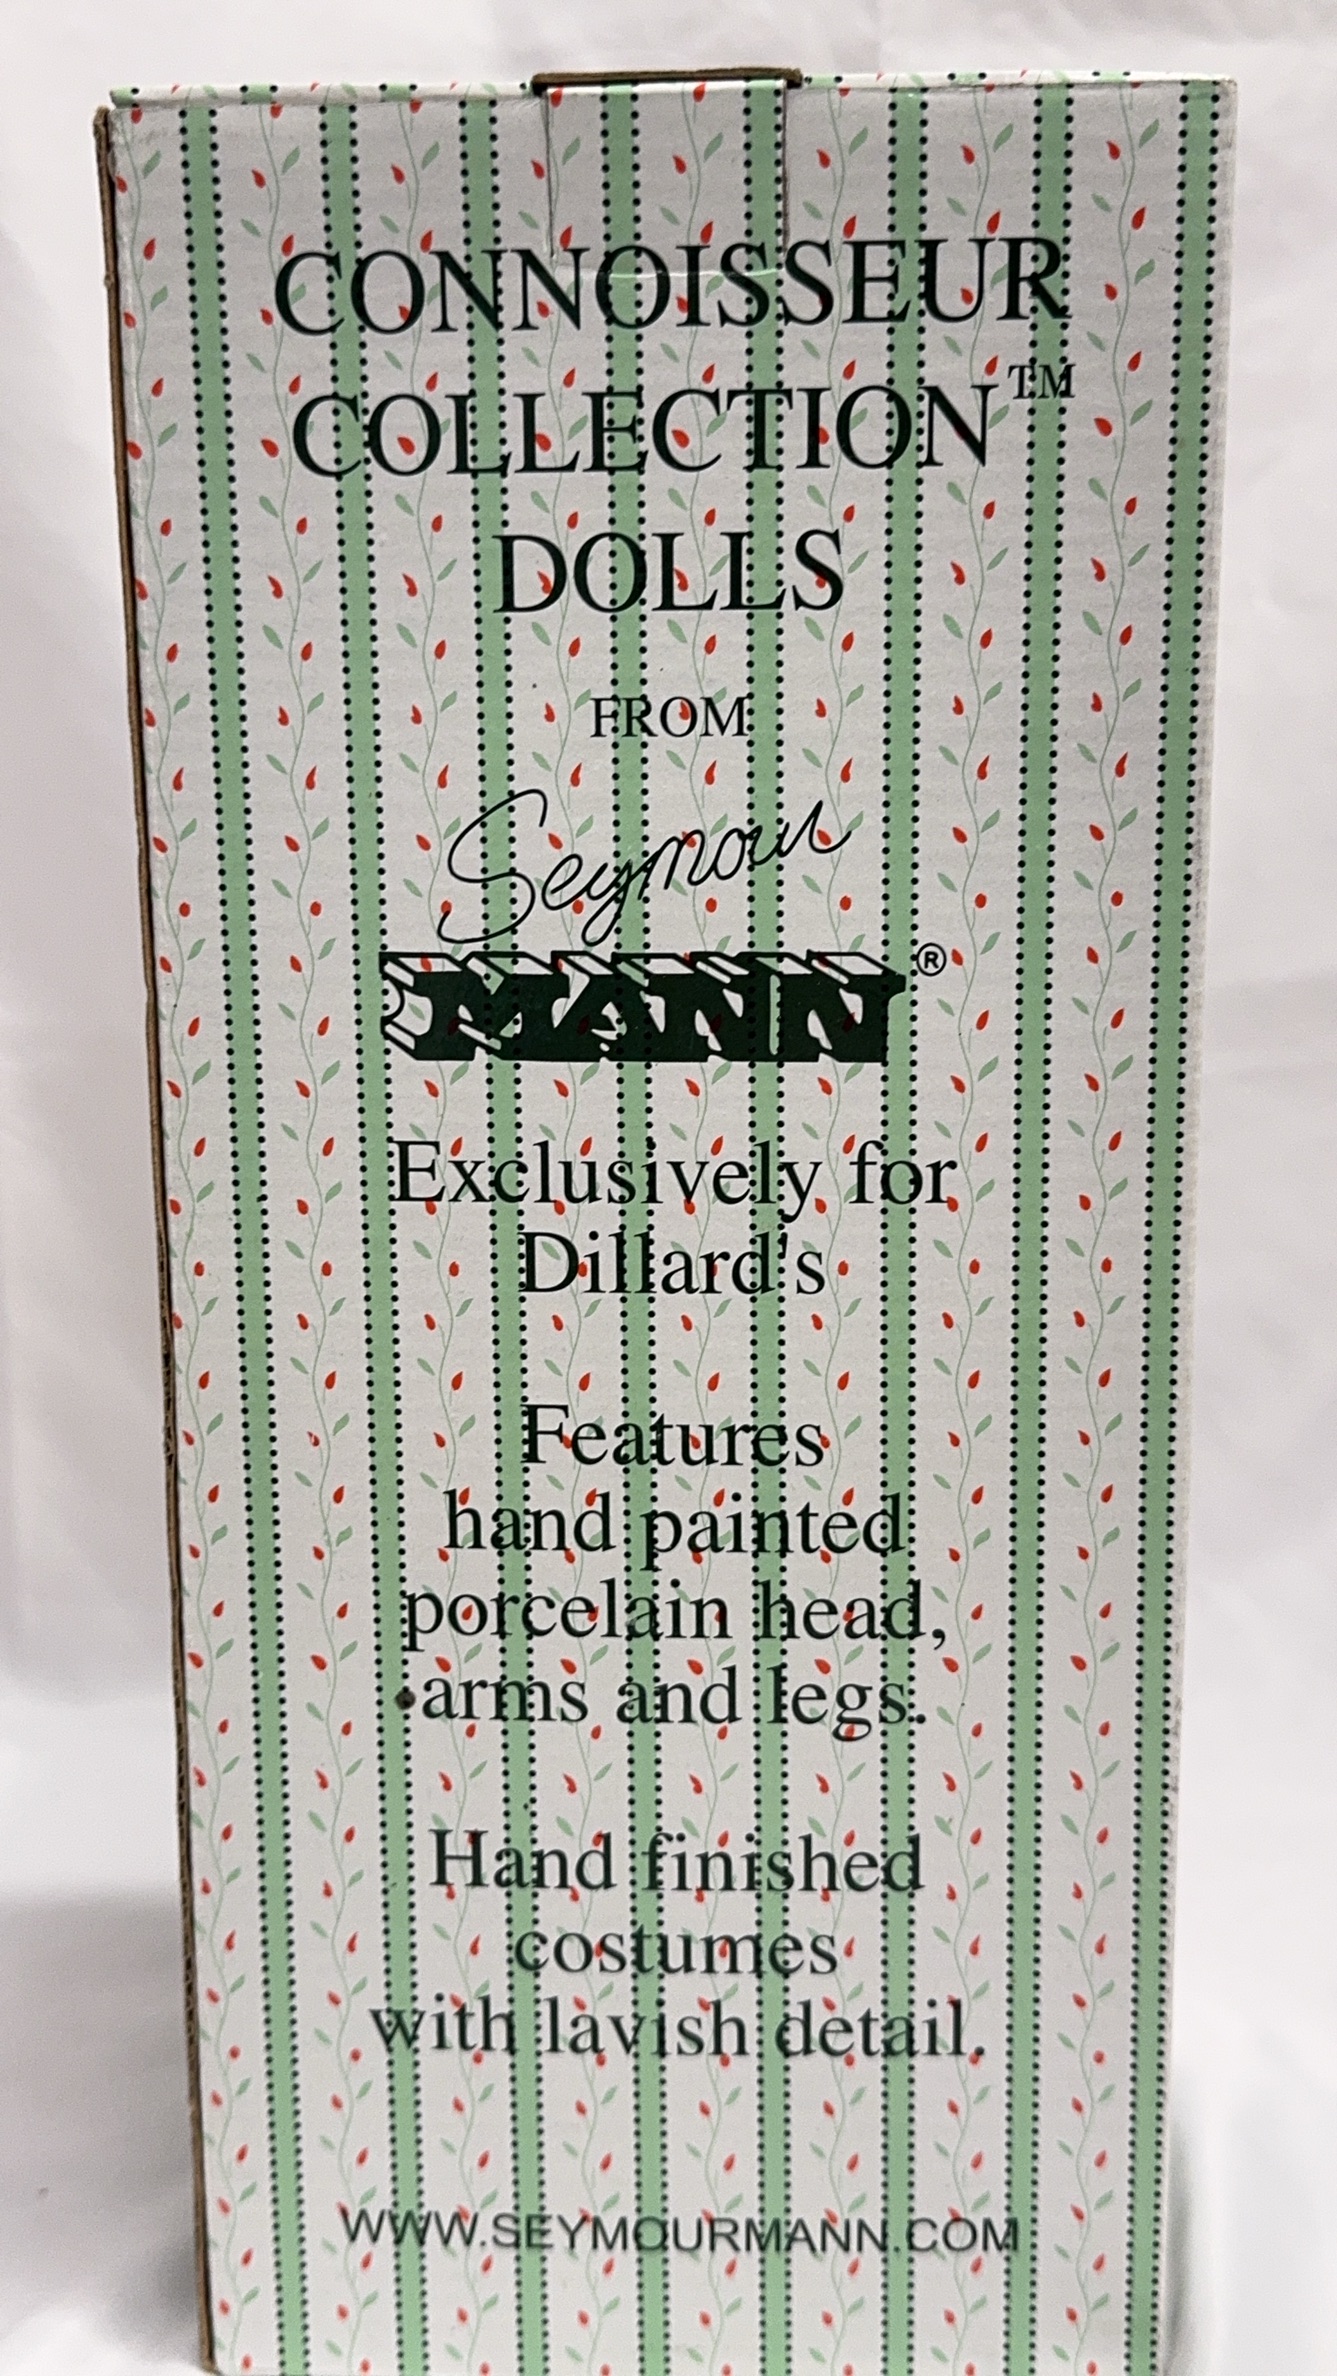 CONNOISSEUR
COLLECTION™
DOLLS
FROM
Seymour
MANN®
Exclusively for
Dillard's
Features
hand painted
porcelain head,
arms and legs.
Hand finished
costumes
with lavish detail.
WWW.SEYMOURMANN.COM